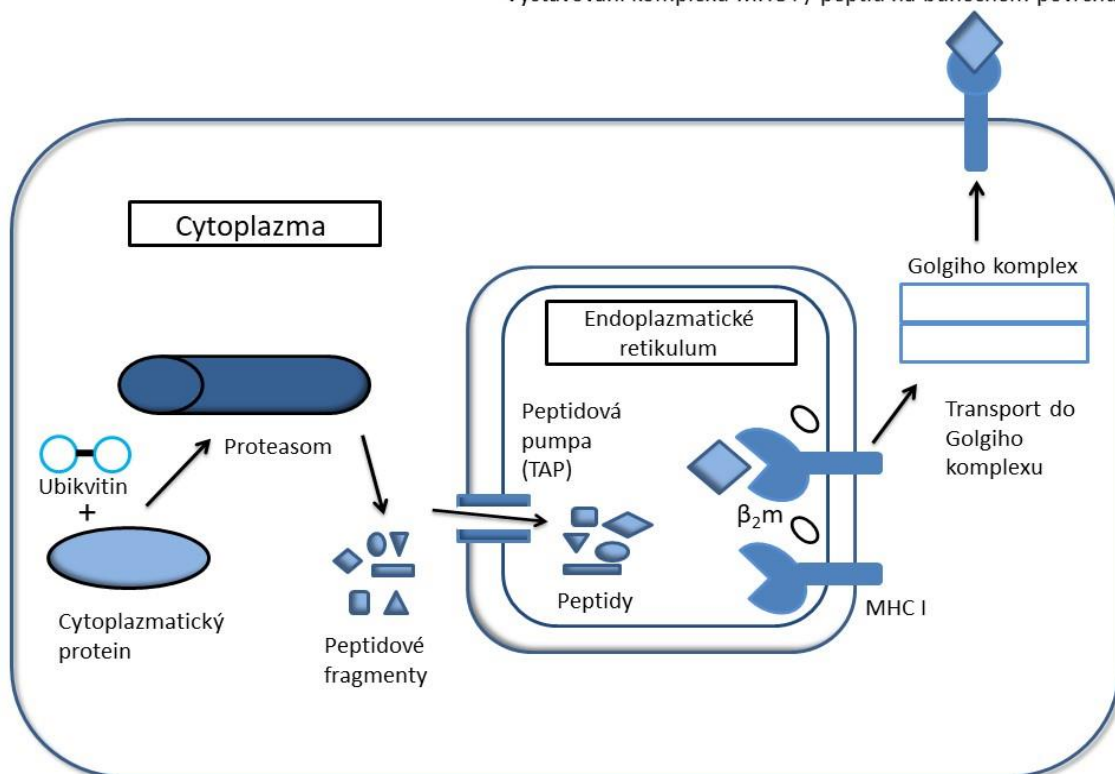 Cytoplazma
Golgiho komplex
Endoplazmatické
retikulum
Peptidová
pumpa
(TAP)
Transport do
Golgiho
komplexu
Proteasom
Ubikvitin
+
β₂m
Cytoplazmatický
protein
Peptidové
fragmenty
Peptidy
MHC I